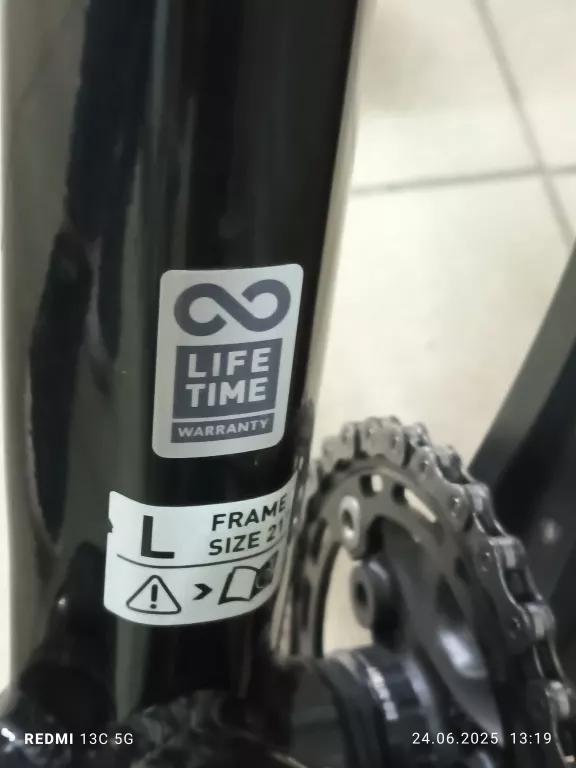 LIFE
TIME
WARRANTY
L
FRAME
SIZE 21
REDMI 13C 5G
24.06.2025 13:19